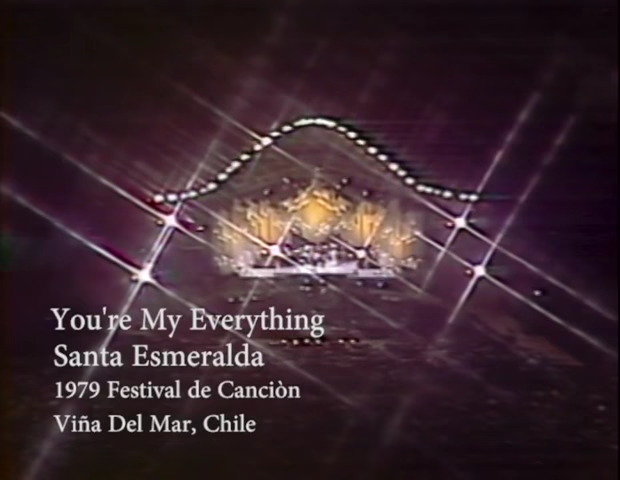 You're My Everything
Santa Esmeralda
1979 Festival de Canciòn
Viña Del Mar, Chile